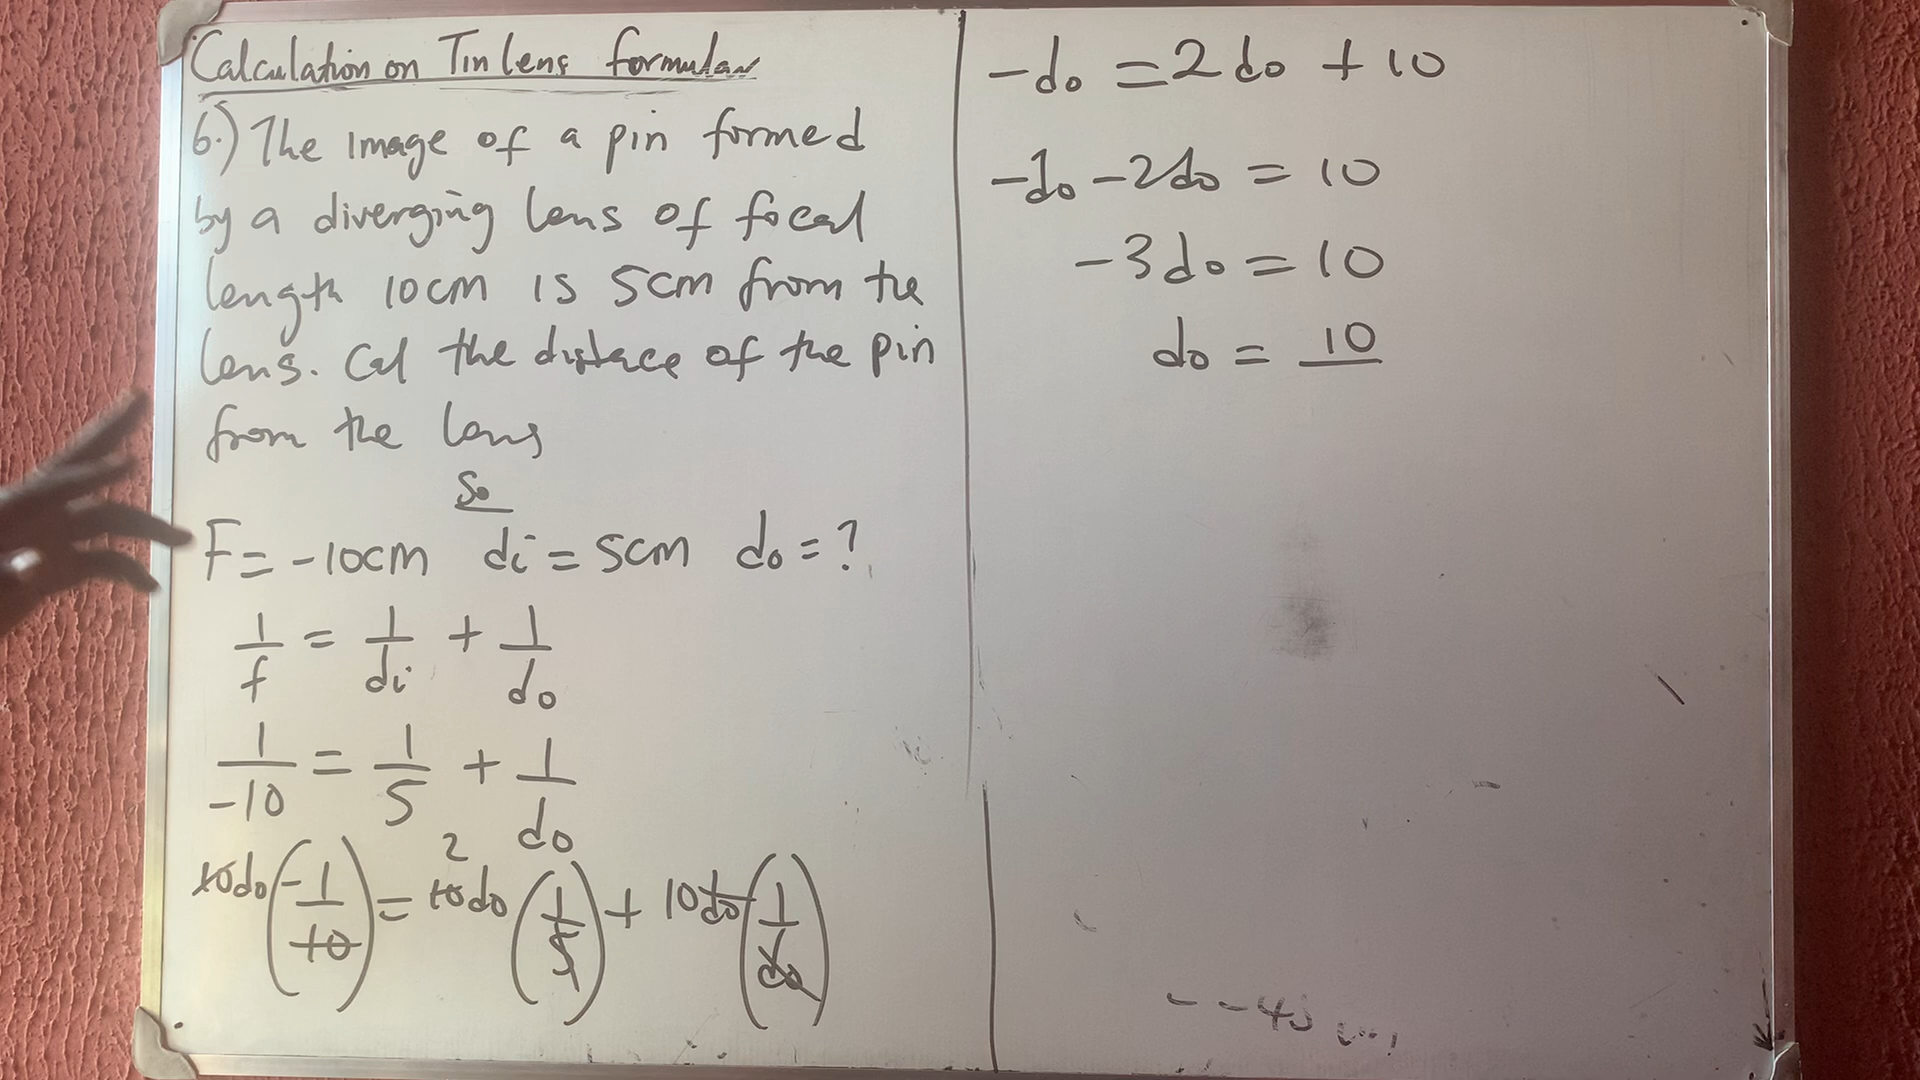 Calculation on Tin lens formular
6.) The image of a pin formed
by a diverging lens of focal
length 10cm is 5cm from the
lens. Cal the distace of the pin
from the lens
So
F = -10cm di = 5cm do = ?
1/f = 1/di + 1/do
1/-10 = 1/5 + 1/do
2
10do(-1/10) = 10do(1/5) + 10do(1/do)
-do = 2do + 10
-do - 2do = 10
-3do = 10
do = 10